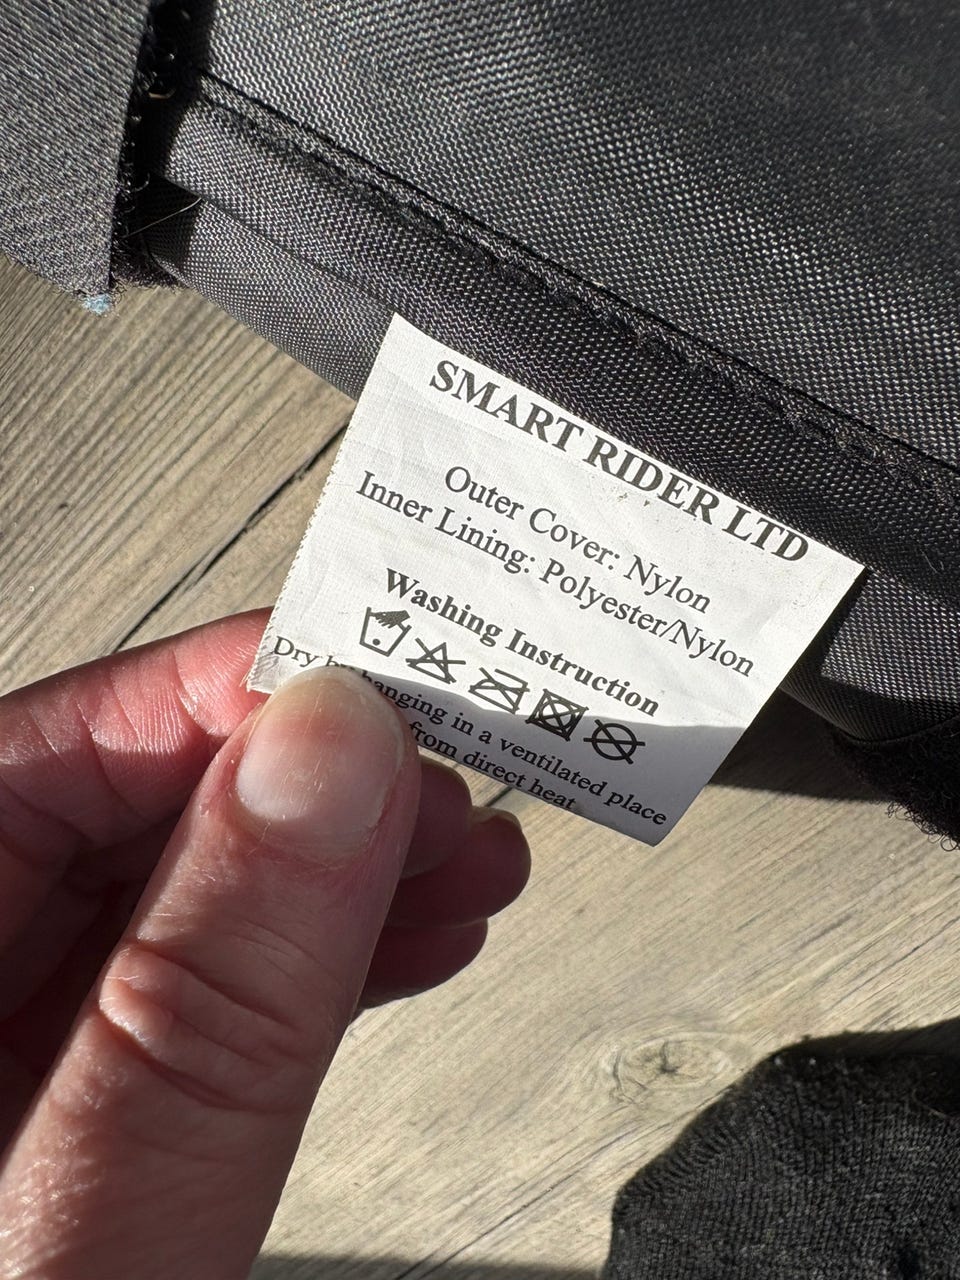 SMART RIDER LTD
Outer Cover: Nylon
Inner Lining: Polyester/Nylon
Washing Instruction
Dry by hanging in a ventilated place
from direct heat